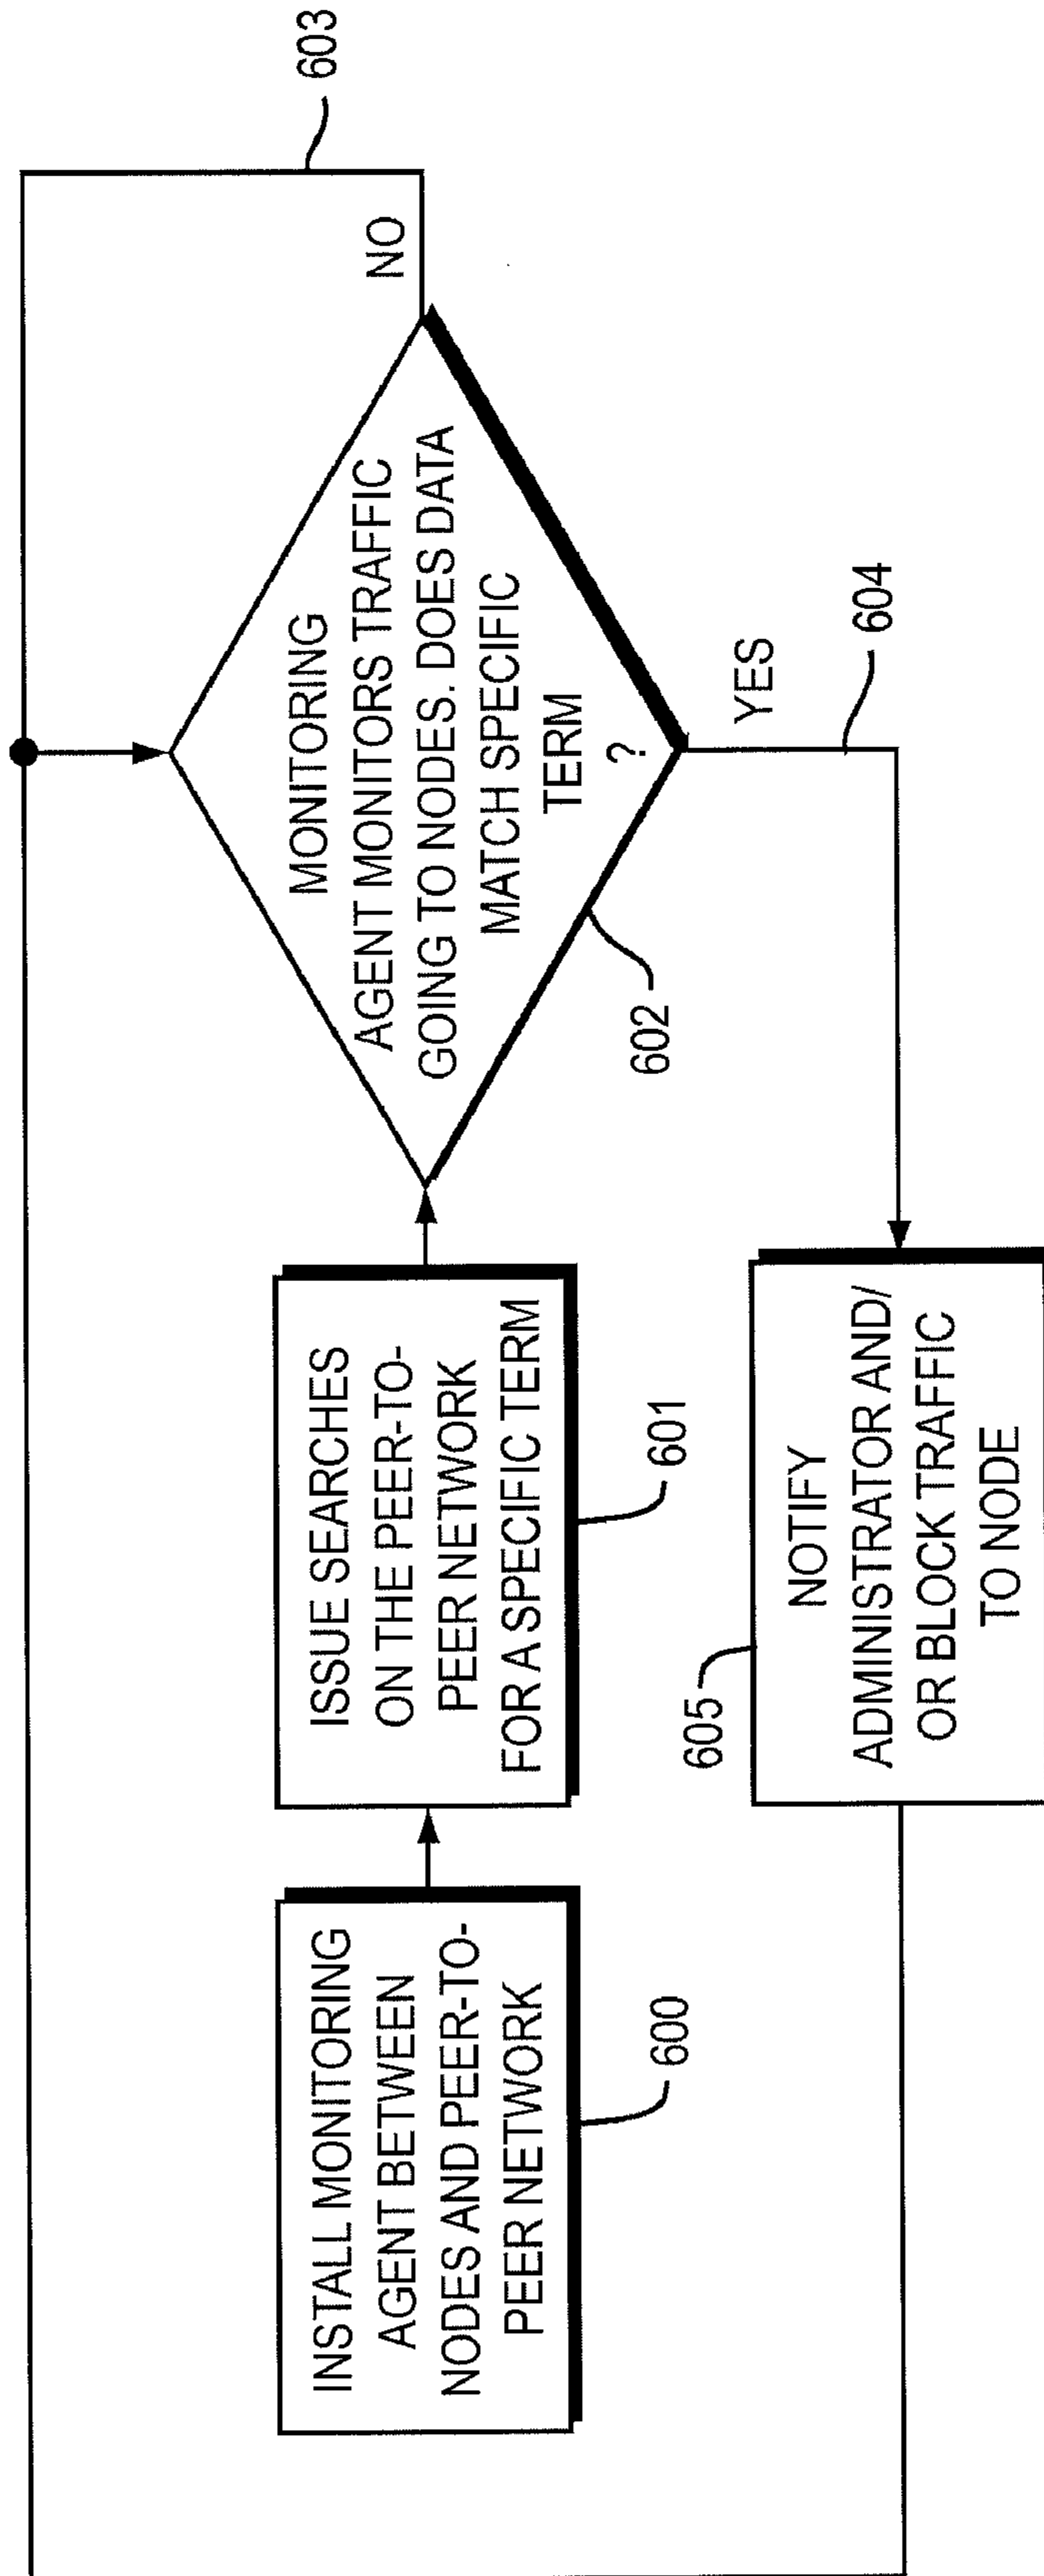 INSTALL MONITORING
AGENT BETWEEN
NODES AND PEER-TO-
PEER NETWORK
600
ISSUE SEARCHES
ON THE PEER-TO-
PEER NETWORK
FOR A SPECIFIC TERM
601
MONITORING
AGENT MONITORS TRAFFIC
GOING TO NODES. DOES DATA
MATCH SPECIFIC
TERM
?
602
NO
603
YES
604
NOTIFY
ADMINISTRATOR AND/
OR BLOCK TRAFFIC
TO NODE
605